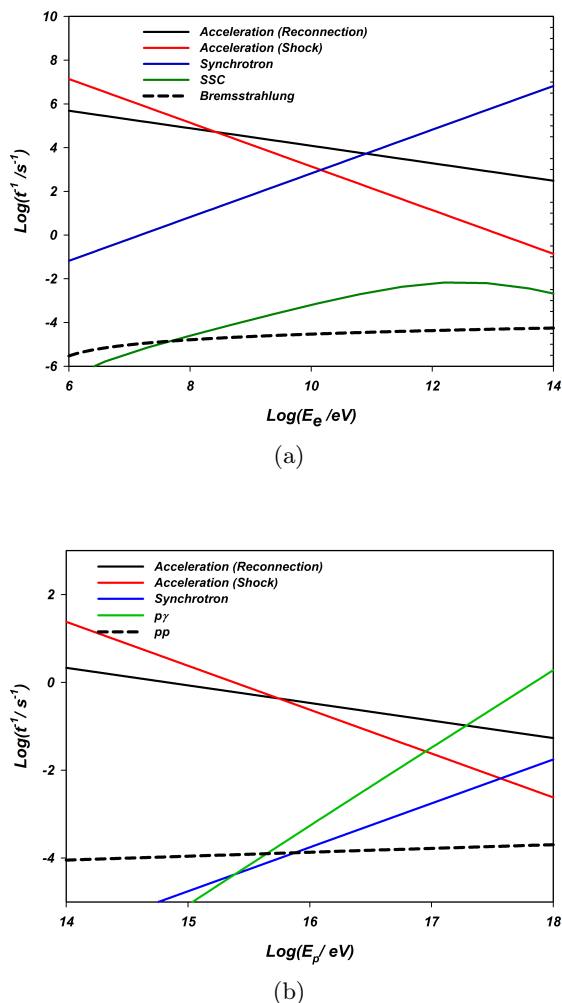 10
8
6
4
2
0
-2
-4
-6
Log(t⁻¹/s⁻¹)
Acceleration (Reconnection)
Acceleration (Shock)
Synchrotron
SSC
Bremsstrahlung
6 8 10 12 14
Log(E_e /eV)
(a)
2
0
-2
-4
Log(t⁻¹/ s⁻¹)
Acceleration (Reconnection)
Acceleration (Shock)
Synchrotron
pγ
pp
14 15 16 17 18
Log(E_p/ eV)
(b)